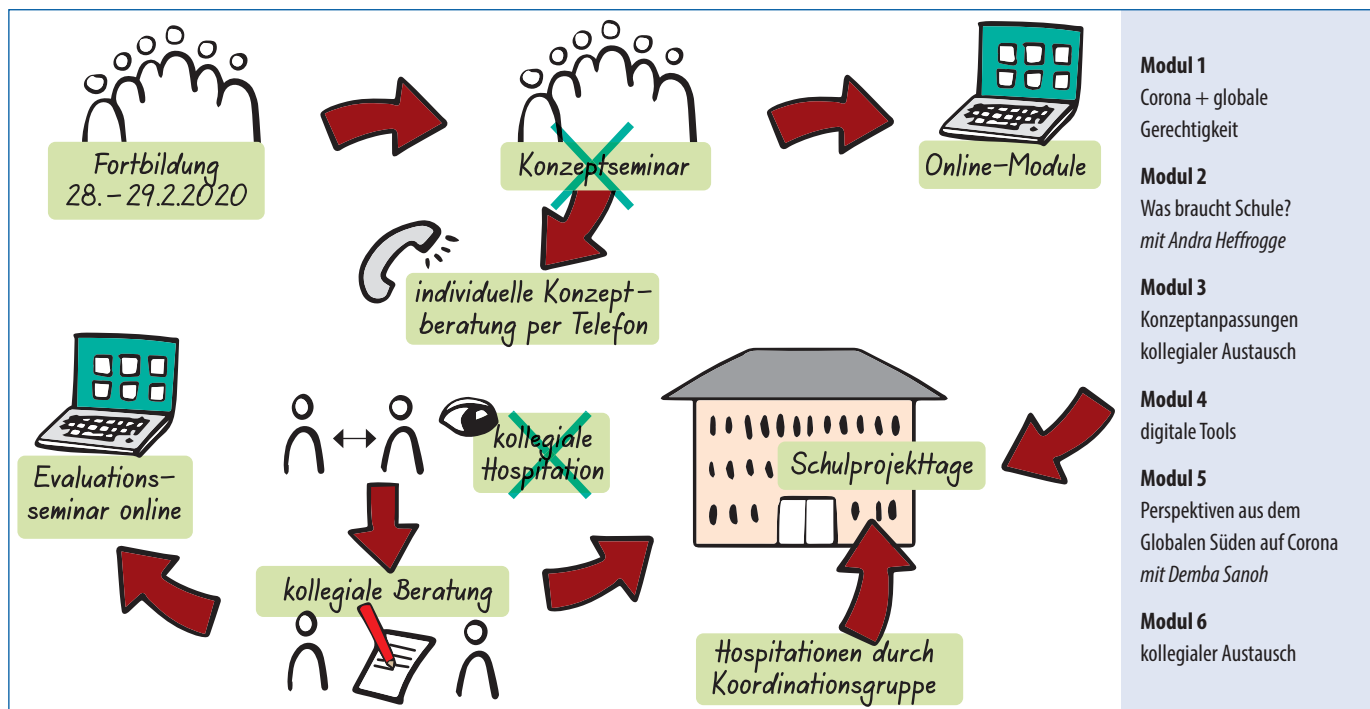 Fortbildung
28. – 29.2.2020
Konzeptseminar
Online-Module
individuelle Konzept-
beratung per Telefon
Evaluations-
seminar online
kollegiale
Hospitation
Schulprojekttage
kollegiale Beratung
Hospitationen durch
Koordinationsgruppe
Modul 1
Corona + globale
Gerechtigkeit
Modul 2
Was braucht Schule?
mit Andra Heffrogge
Modul 3
Konzeptanpassungen
kollegialer Austausch
Modul 4
digitale Tools
Modul 5
Perspektiven aus dem
Globalen Süden auf Corona
mit Demba Sanoh
Modul 6
kollegialer Austausch